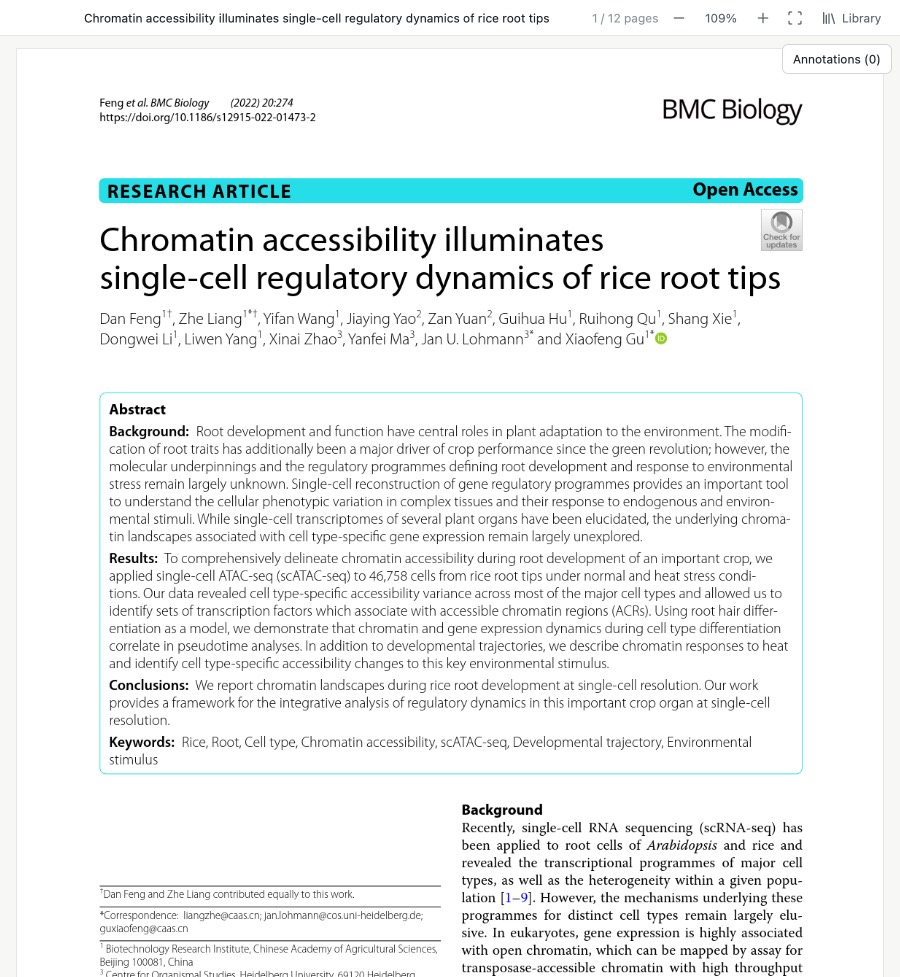 Chromatin accessibility illuminates single-cell regulatory dynamics of rice root tips
1 / 12 pages
109%
Library
Annotations (0)
Feng et al. BMC Biology (2022) 20:274
https://doi.org/10.1186/s12915-022-01473-2
BMC Biology
RESEARCH ARTICLE
Open Access
Check for
updates
Chromatin accessibility illuminates
single-cell regulatory dynamics of rice root tips
Dan Feng1†, Zhe Liang1*†, Yifan Wang1, Jiaying Yao2, Zan Yuan2, Guihua Hu1, Ruihong Qu1, Shang Xie1,
Dongwei Li1, Liwen Yang1, Xinai Zhao3, Yanfei Ma3, Jan U. Lohmann3* and Xiaofeng Gu1*
iD
Abstract
Background: Root development and function have central roles in plant adaptation to the environment. The modifi-
cation of root traits has additionally been a major driver of crop performance since the green revolution; however, the
molecular underpinnings and the regulatory programmes defining root development and response to environmental
stress remain largely unknown. Single-cell reconstruction of gene regulatory programmes provides an important tool
to understand the cellular phenotypic variation in complex tissues and their response to endogenous and environ-
mental stimuli. While single-cell transcriptomes of several plant organs have been elucidated, the underlying chroma-
tin landscapes associated with cell type-specific gene expression remain largely unexplored.
Results: To comprehensively delineate chromatin accessibility during root development of an important crop, we
applied single-cell ATAC-seq (scATAC-seq) to 46,758 cells from rice root tips under normal and heat stress condi-
tions. Our data revealed cell type-specific accessibility variance across most of the major cell types and allowed us to
identify sets of transcription factors which associate with accessible chromatin regions (ACRs). Using root hair differ-
entiation as a model, we demonstrate that chromatin and gene expression dynamics during cell type differentiation
correlate in pseudotime analyses. In addition to developmental trajectories, we describe chromatin responses to heat
and identify cell type-specific accessibility changes to this key environmental stimulus.
Conclusions: We report chromatin landscapes during rice root development at single-cell resolution. Our work
provides a framework for the integrative analysis of regulatory dynamics in this important crop organ at single-cell
resolution.
Keywords: Rice, Root, Cell type, Chromatin accessibility, scATAC-seq, Developmental trajectory, Environmental
stimulus
†Dan Feng and Zhe Liang contributed equally to this work.
*Correspondence: liangzhe@caas.cn; jan.lohmann@cos.uni-heidelberg.de;
guxiaofeng@caas.cn
1 Biotechnology Research Institute, Chinese Academy of Agricultural Sciences,
Beijing 100081, China
3 Centre for Organismal Studies, Heidelberg University, 69120 Heidelberg,
Background
Recently, single-cell RNA sequencing (scRNA-seq) has
been applied to root cells of Arabidopsis and rice and
revealed the transcriptional programmes of major cell
types, as well as the heterogeneity within a given popu-
lation [1–9]. However, the mechanisms underlying these
programmes for distinct cell types remain largely elu-
sive. In eukaryotes, gene expression is highly associated
with open chromatin, which can be mapped by assay for
transposase-accessible chromatin with high throughput